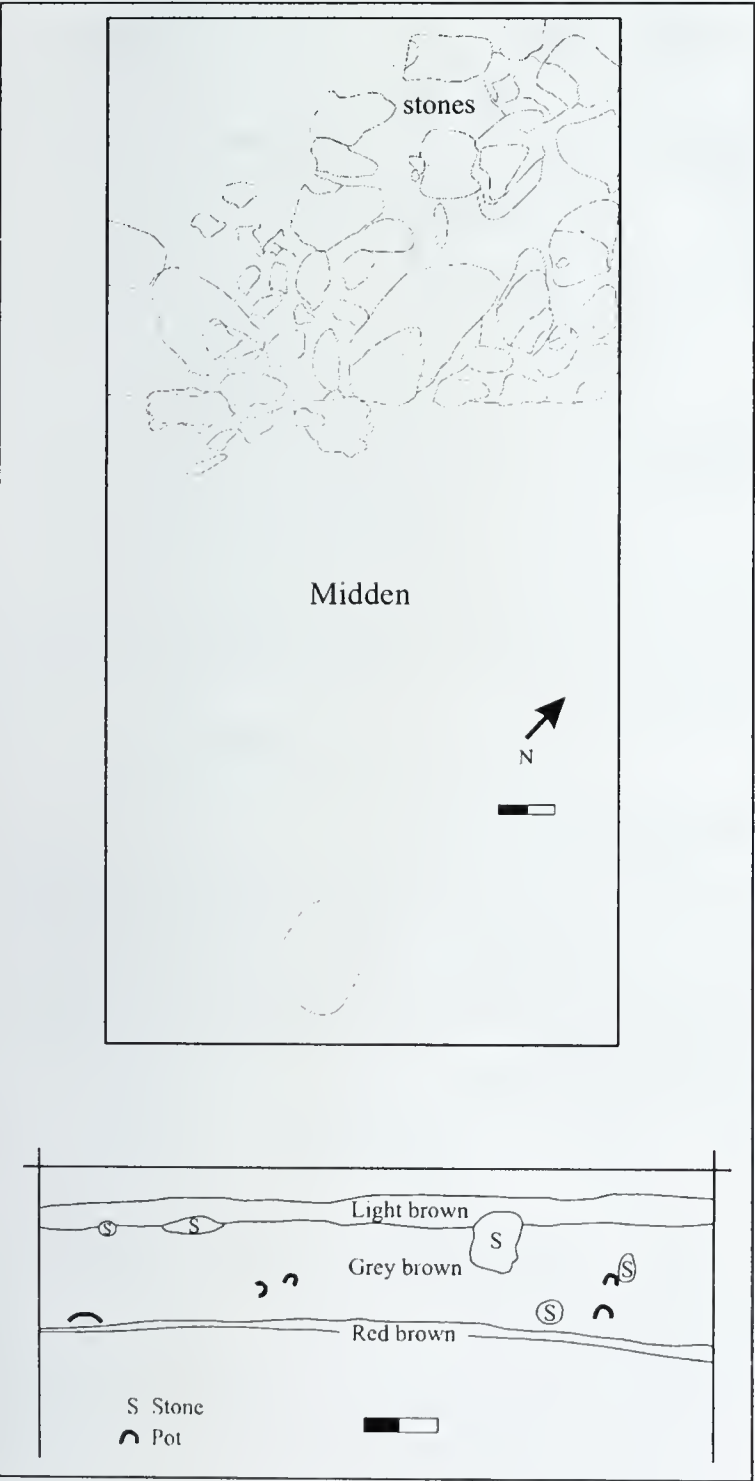 stones
Midden
N
Light brown
S
S
S
Grey brown
S
S
Red brown
S Stone
Pot